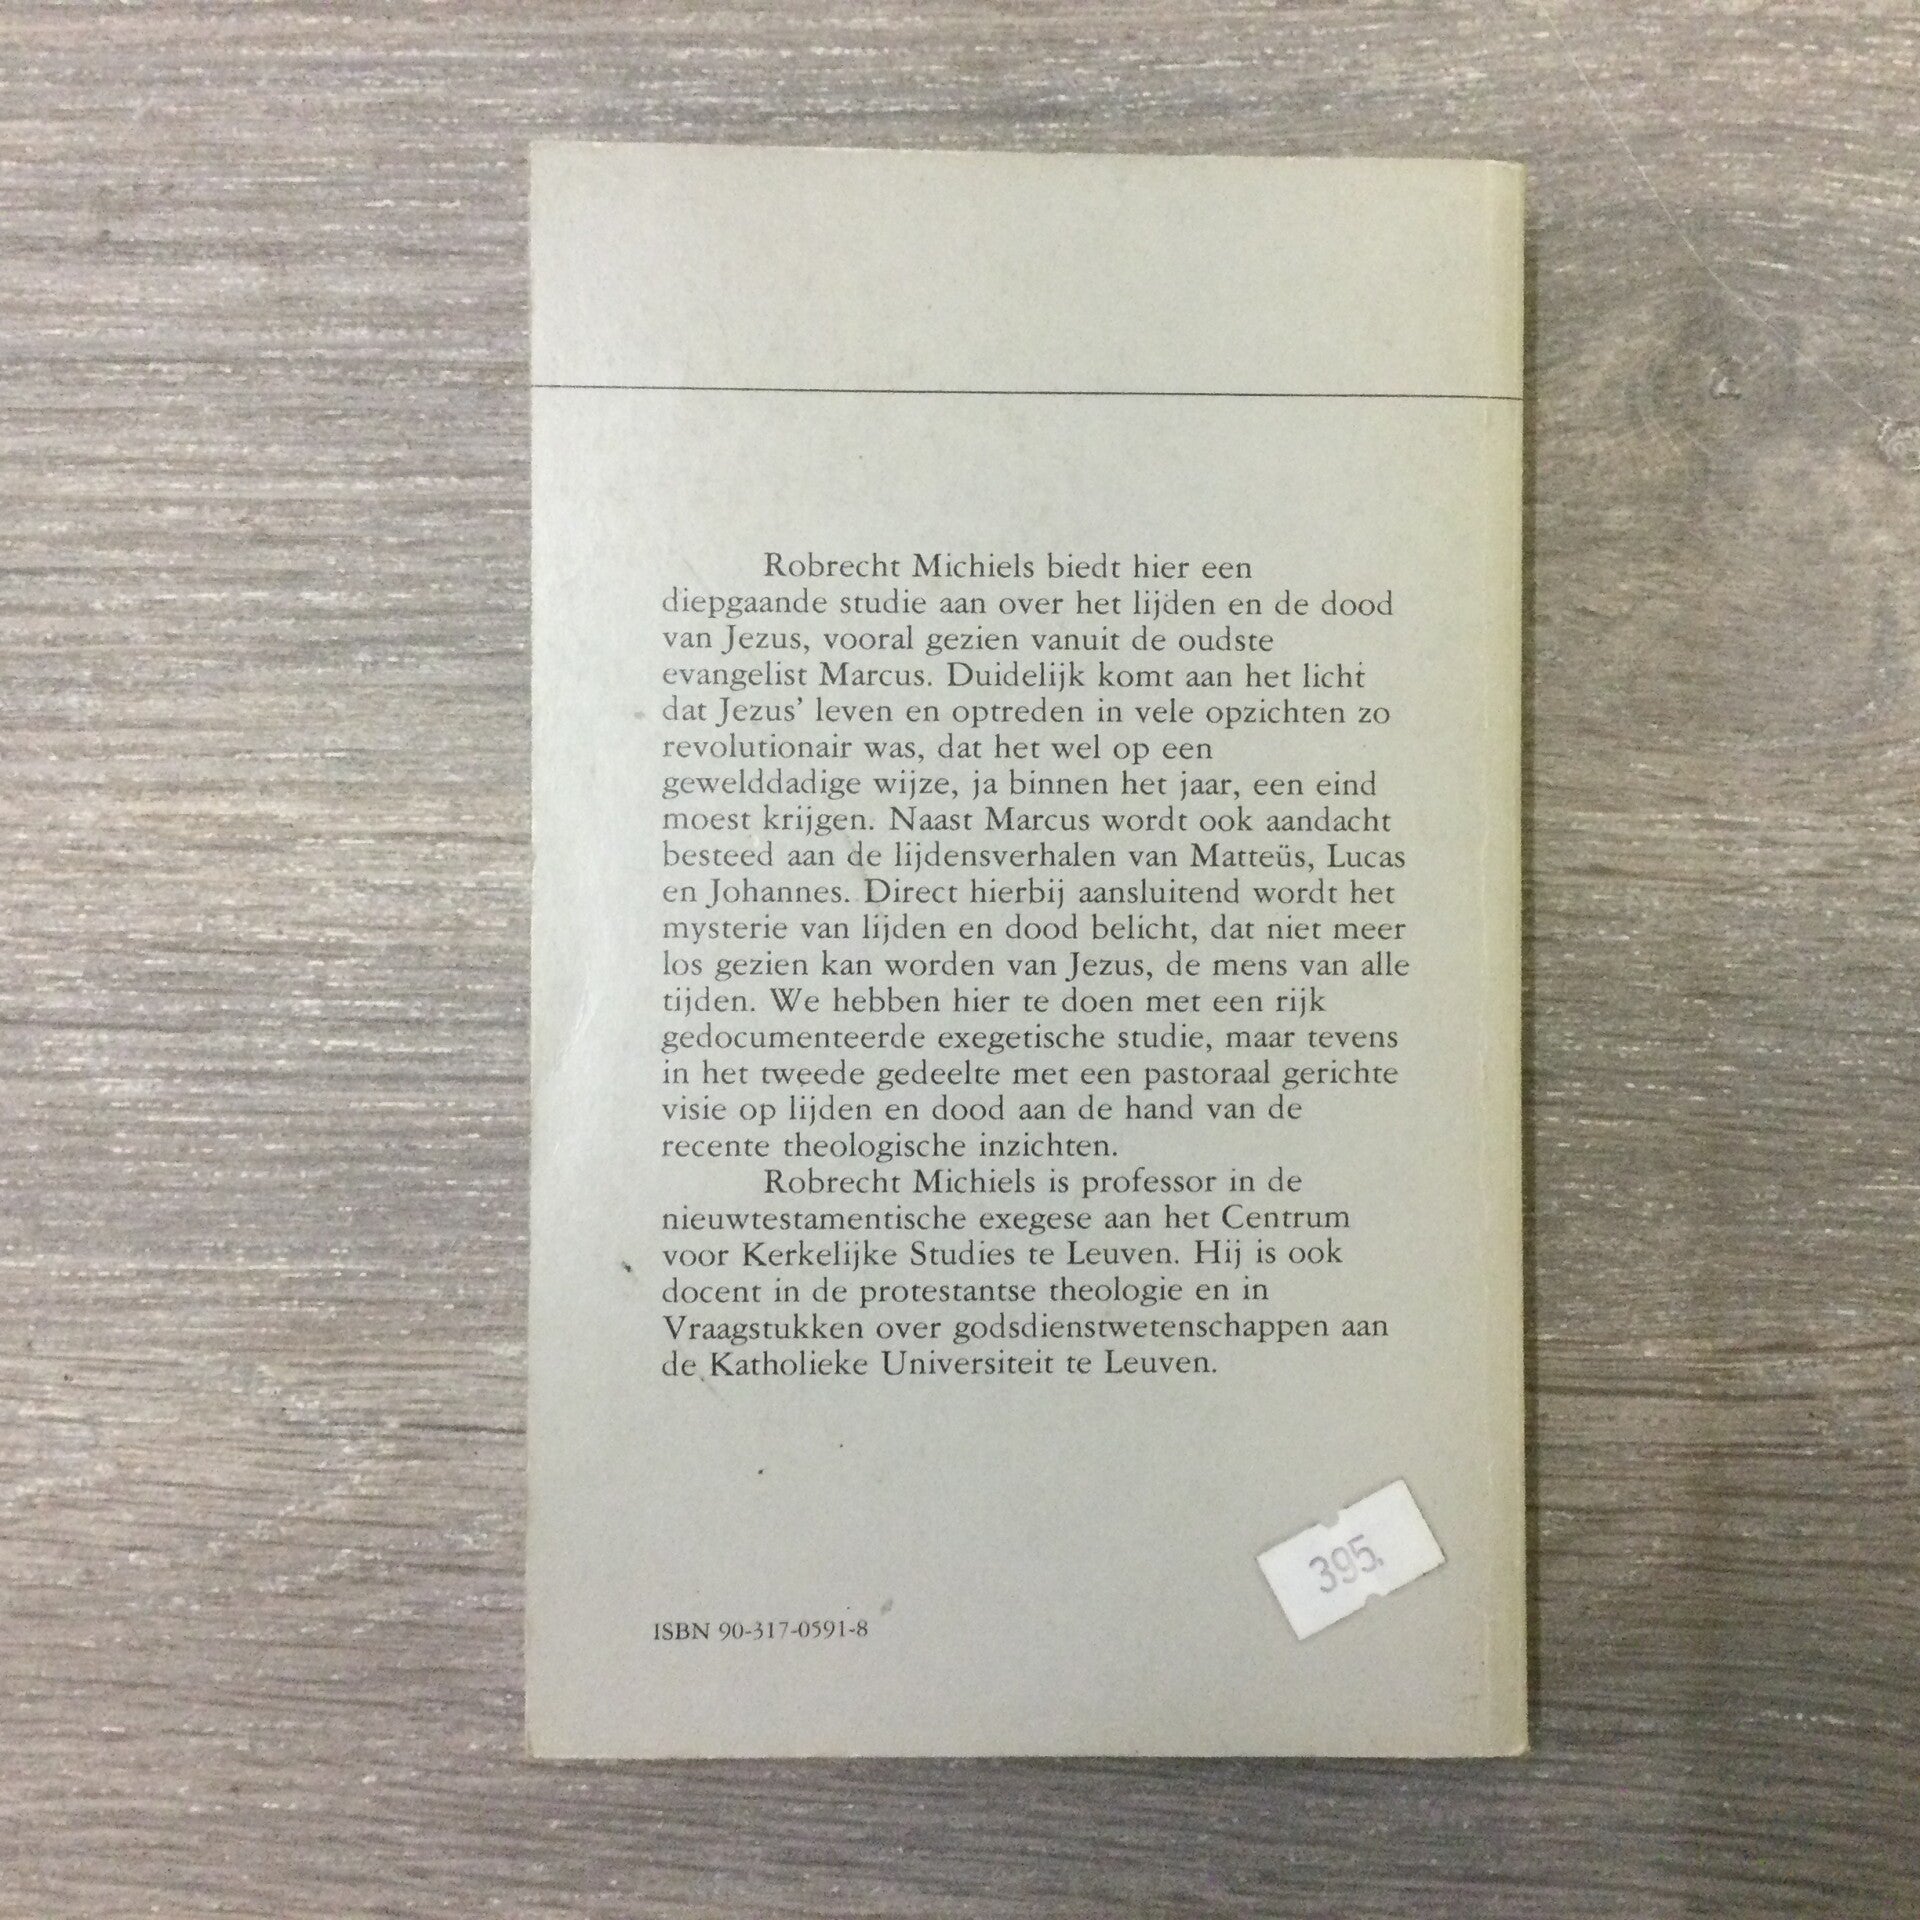 Robrecht Michiels biedt hier een
diepgaande studie aan over het lijden en de dood
van Jezus, vooral gezien vanuit de oudste
evangelist Marcus. Duidelijk komt aan het licht
dat Jezus’ leven en optreden in vele opzichten zo
revolutionair was, dat het wel op een
gewelddadige wijze, ja binnen het jaar, een eind
moest krijgen. Naast Marcus wordt ook aandacht
besteed aan de lijdensverhalen van Matteüs, Lucas
en Johannes. Direct hierbij aansluitend wordt het
mysterie van lijden en dood belicht, dat niet meer
los gezien kan worden van Jezus, de mens van alle
tijden. We hebben hier te doen met een rijk
gedocumenteerde exegetische studie, maar tevens
in het tweede gedeelte met een pastoraal gerichte
visie op lijden en dood aan de hand van de
recente theologische inzichten.
Robrecht Michiels is professor in de
nieuwtestamentische exegese aan het Centrum
voor Kerkelijke Studies te Leuven. Hij is ook
docent in de protestantse theologie en in
Vraagstukken over godsdienstwetenschappen aan
de Katholieke Universiteit te Leuven.
395.
ISBN 90-317-0591-8